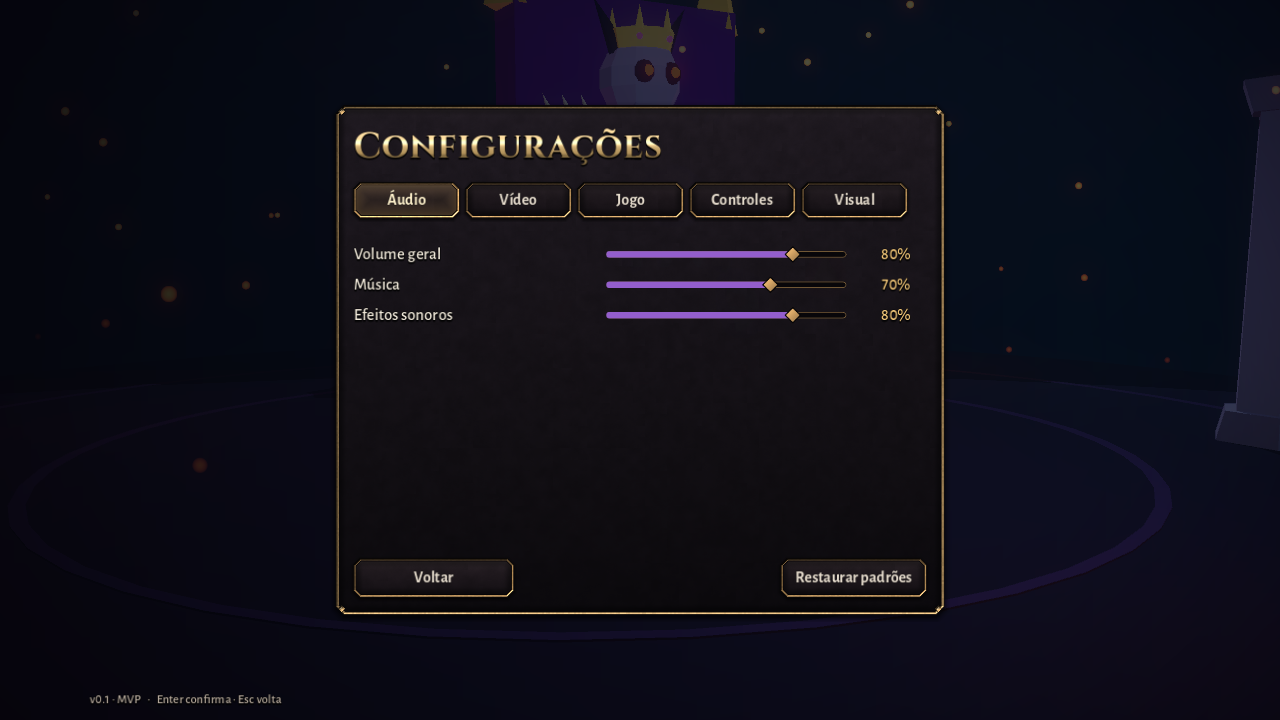 Configurações
Áudio Vídeo Jogo Controles Visual
Volume geral 80%
Música 70%
Efeitos sonoros 80%
Voltar Restaurar padrões
v0.1 · MVP · Enter confirma · Esc volta